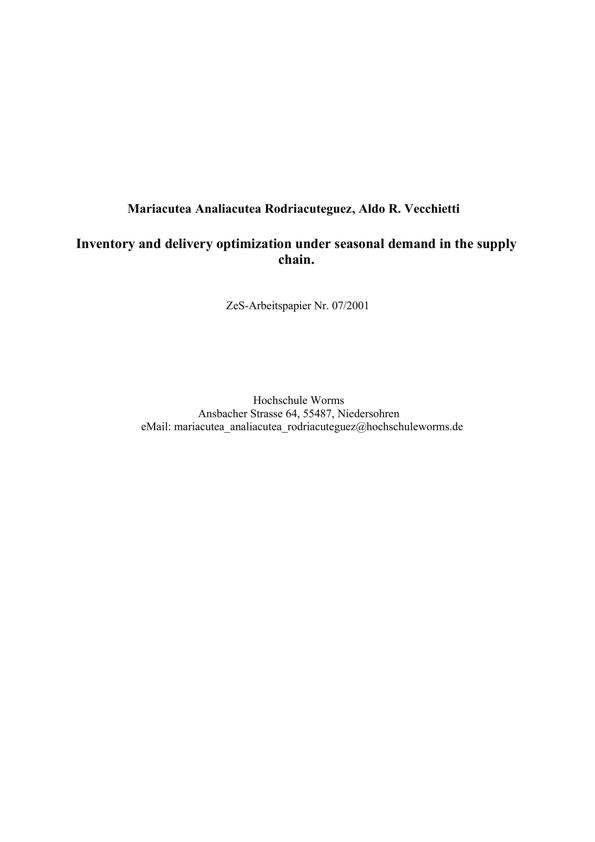 Mariacutea Analiacutea Rodriacuteguez, Aldo R. Vecchietti
Inventory and delivery optimization under seasonal demand in the supply
chain.
ZeS-Arbeitspapier Nr. 07/2001
Hochschule Worms
Ansbacher Strasse 64, 55487, Niedersohren
eMail: mariacutea_analiacutea_rodriacuteguez@hochschuleworms.de